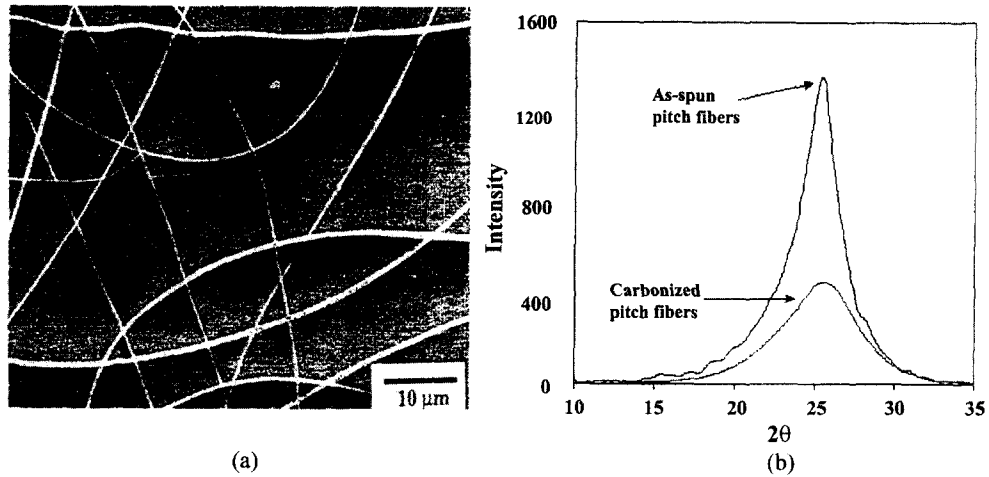 10 µm
(a)
1600
1200
800
400
0
Intensity
As-spun
pitch fibers
Carbonized
pitch fibers
10
15
20
25
30
35
2θ
(b)